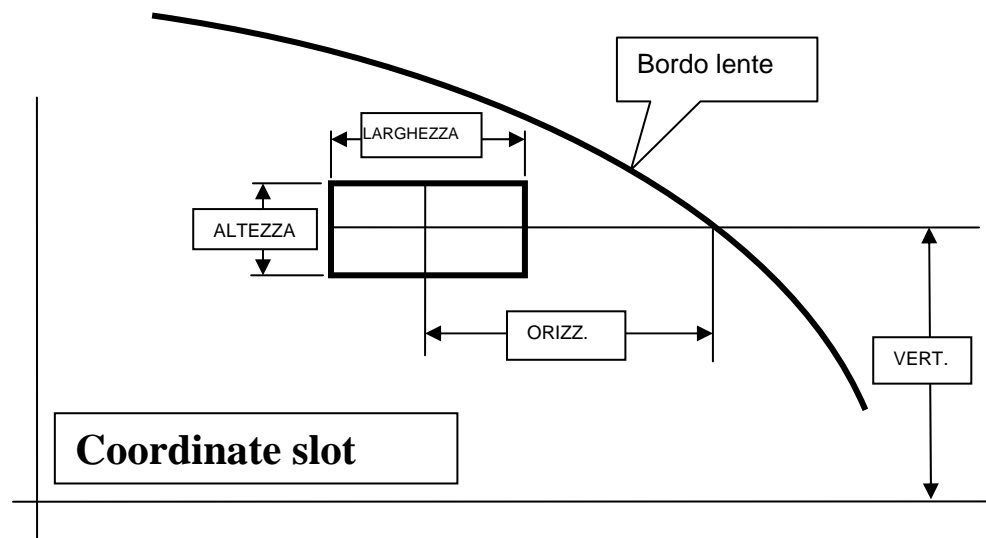 Bordo lente
LARGHEZZA
ALTEZZA
ORIZZ.
VERT.
Coordinate slot